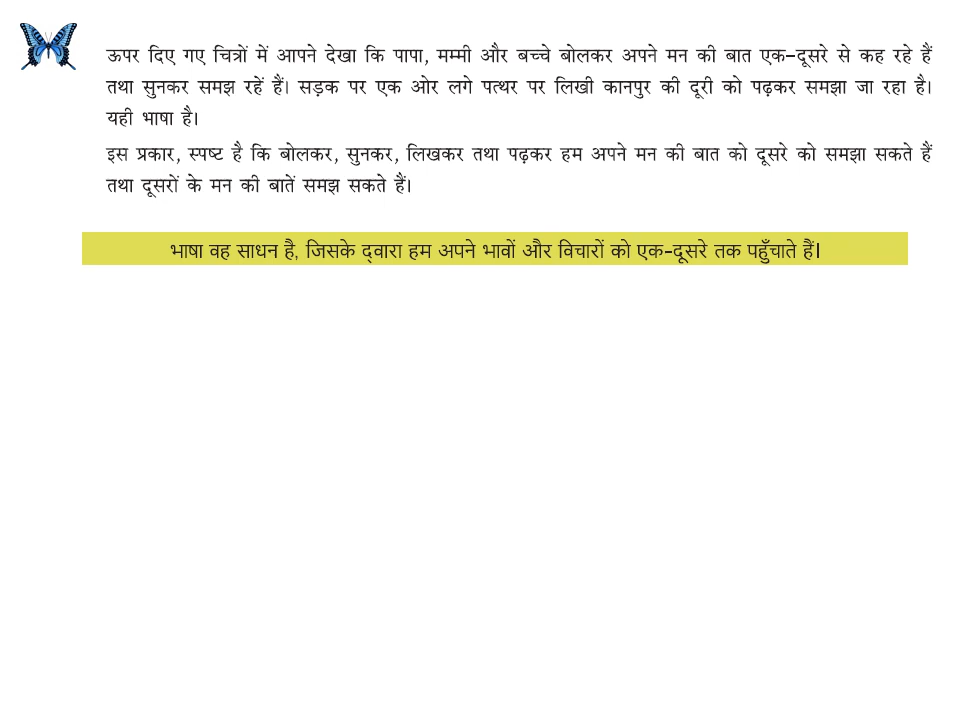 ऊपर दिए गए चित्रों में आपने देखा कि पापा, मम्मी और बच्चे बोलकर अपने मन की बात एक–दूसरे से कह रहे हैं
तथा सुनकर समझ रहें हैं। सड़क पर एक ओर लगे पत्थर पर लिखी कानपुर की दूरी को पढ़कर समझा जा रहा है।
यही भाषा है।
इस प्रकार, स्पष्ट है कि बोलकर, सुनकर, लिखकर तथा पढ़कर हम अपने मन की बात को दूसरे को समझा सकते हैं
तथा दूसरों के मन की बातें समझ सकते हैं।
भाषा वह साधन है, जिसके द्‌वारा हम अपने भावों और विचारों को एक-दूसरे तक पहुँचाते हैं।